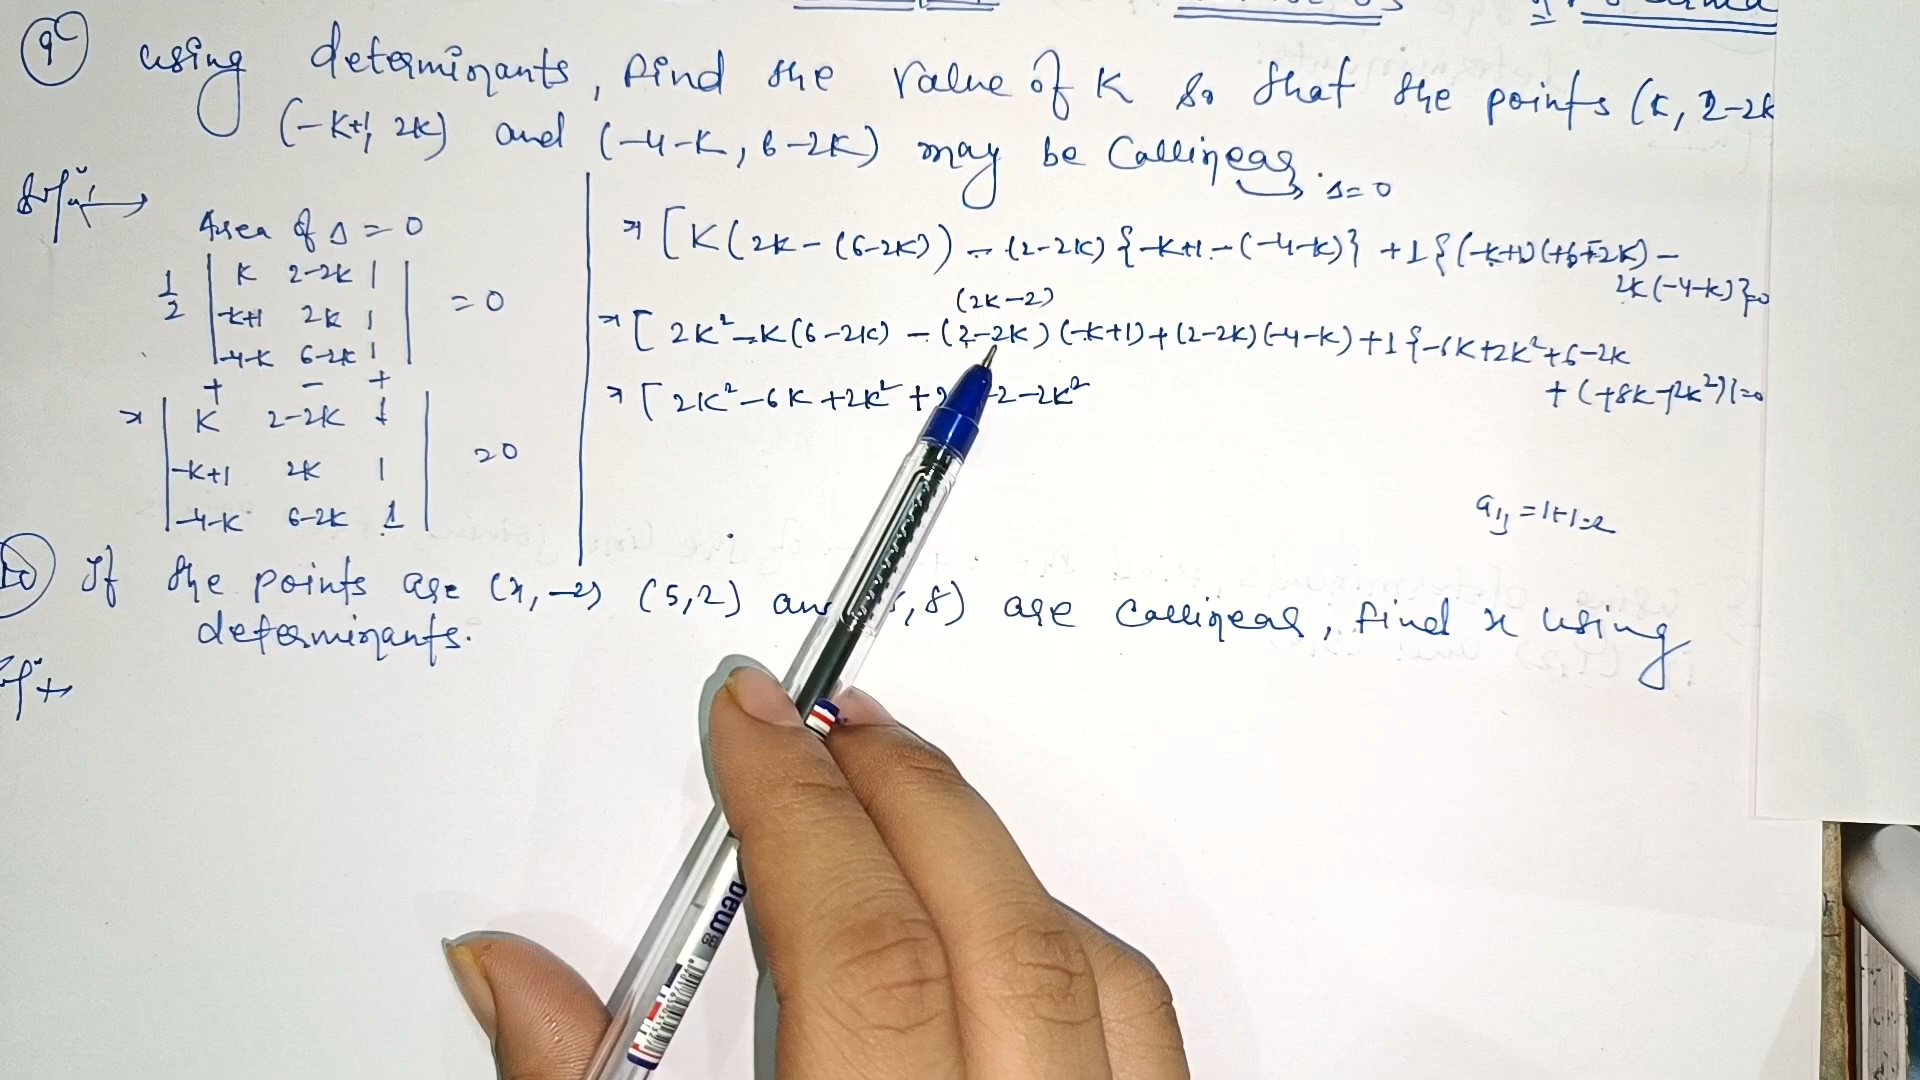 9 Using determinants, Find the value of K so that the points (K, 2-2K
(-K+1, 2K) and (-4-K, 6-2K) may be Collinear. Δ=0
Sol/n
Area of Δ = 0
1/2 | K 2-2K 1 |
| -K+1 2K 1 | = 0
| -4-K 6-2K 1 |
+ - +
| K 2-2K 1 |
| -K+1 2K 1 | = 0
| -4-K 6-2K 1 |
[K(2K-(6-2K)) - (2-2K){-K+1-(-4-K)} + 1{(-K+1)(+6-2K) -
2K(-4-K)}=0
(2K-2)
[2K²-K(6-2K) - (2-2K)(-K+1)+(2-2K)(-4-K)+1{-6K+2K²+6-2K
+(+8K+2K²)}=0
[2K²-6K+2K²+2 -2-2K²
=1+1=2
If the points are (x,-2) (5,2) and ,8) are collinear, find x using
determinants.
Dew